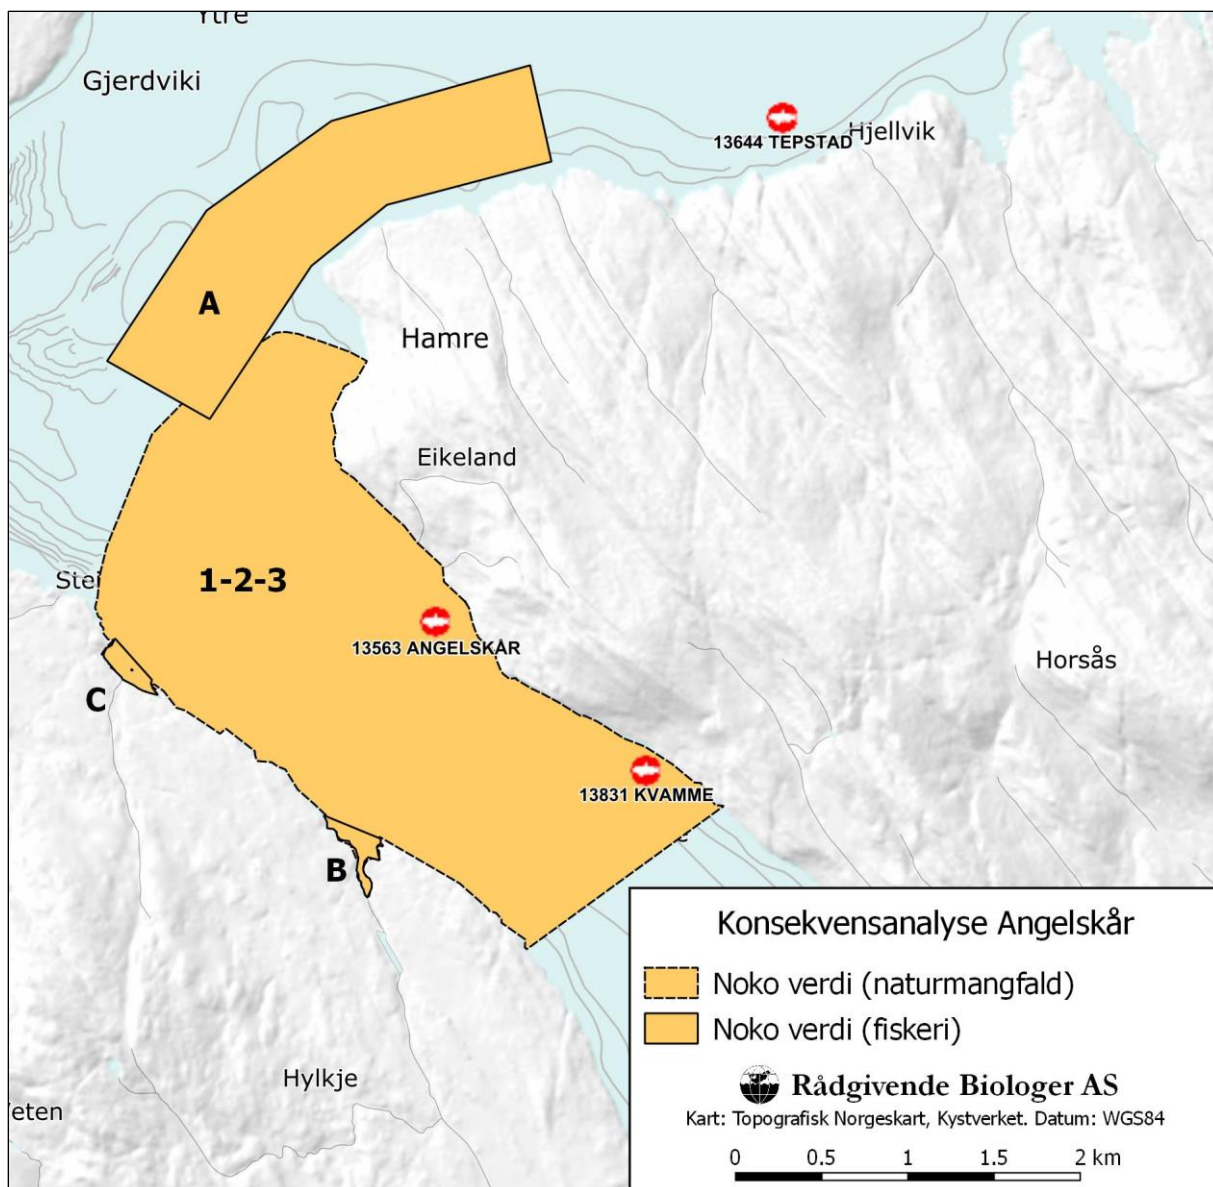 Ytre
Gjerdviki
13644 TEPSTAD
Hjellvik
A
Hamre
Eikeland
Stei
1-2-3
13563 ANGELSKÅR
Horsås
C
13831 KVAMME
B
Hylkje
Veten
Konsekvensanalyse Angelskår
Noko verdi (naturmangfald)
Noko verdi (fiskeri)
Rådgivende Biologer AS
Kart: Topografisk Norgeskart, Kystverket. Datum: WGS84
0 0.5 1 1.5 2 km